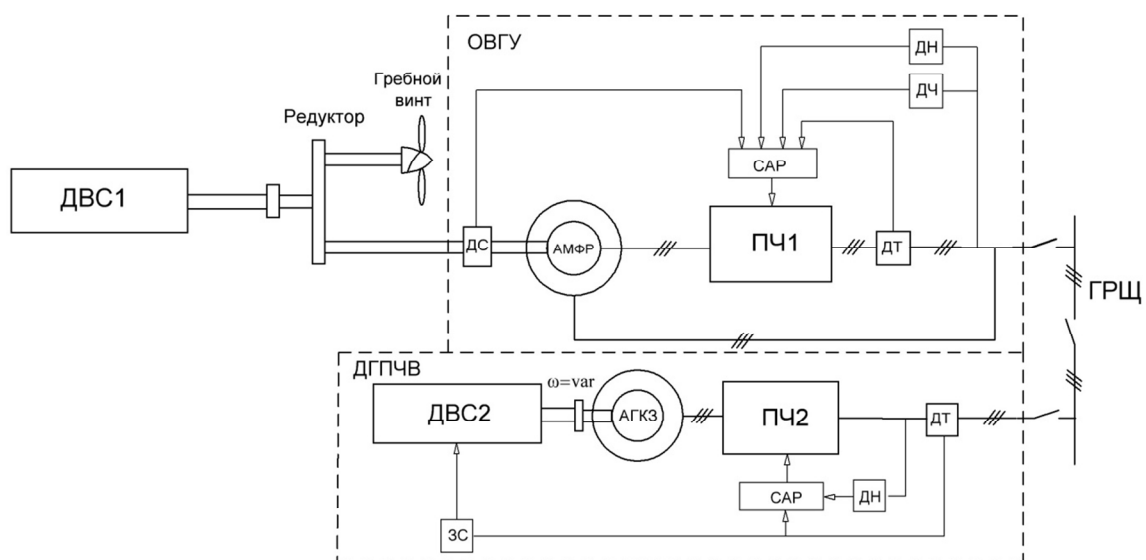 ОВГУ
ДН
ДЧ
Гребной
винт
Редуктор
САР
ДВС1
ДС
АМФР
ПЧ1
ДТ
ГРЩ
ДГПЧВ
ω=var
ДВС2
АГКЗ
ПЧ2
ДТ
САР
ДН
ЗС